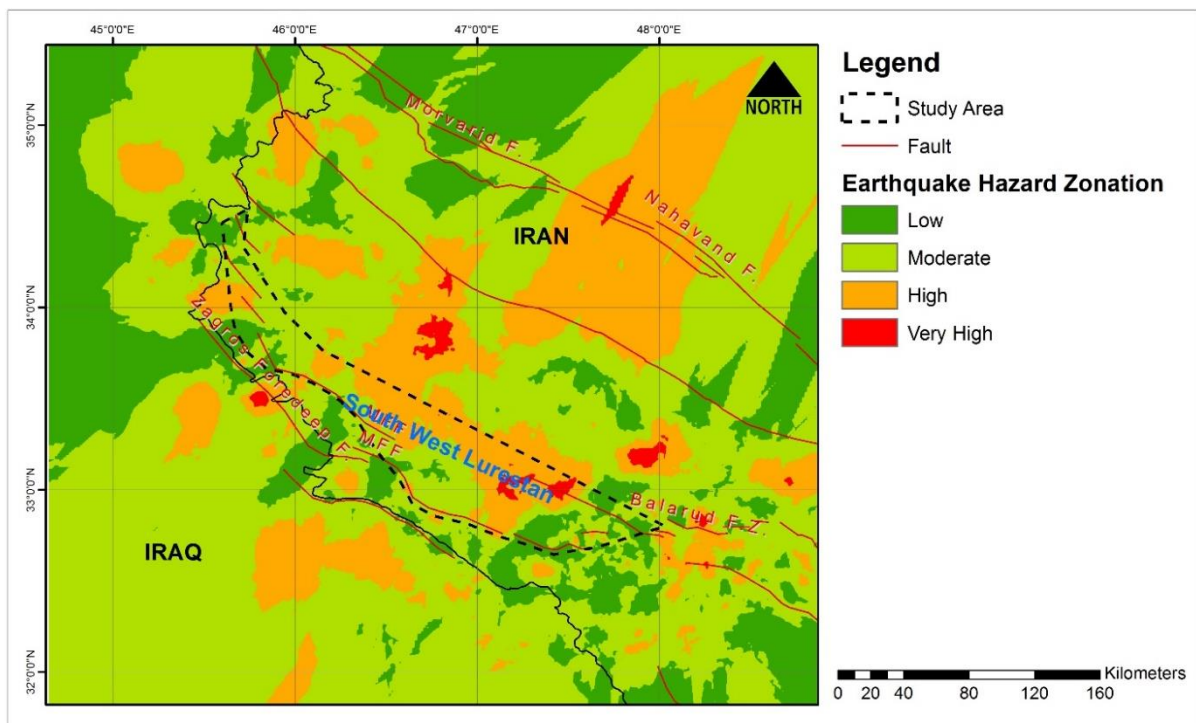 45°0'0"E 46°0'0"E 47°0'0"E 48°0'0"E
35°0'0"N
34°0'0"N
33°0'0"N
32°0'0"N
NORTH
Morvarid F.
Nahavand F.
IRAN
Zagros Foredeep F.
MFF
South West Lurestan
Balarud F.Z.
IRAQ
Legend
Study Area
Fault
Earthquake Hazard Zonation
Low
Moderate
High
Very High
Kilometers
0 20 40 80 120 160